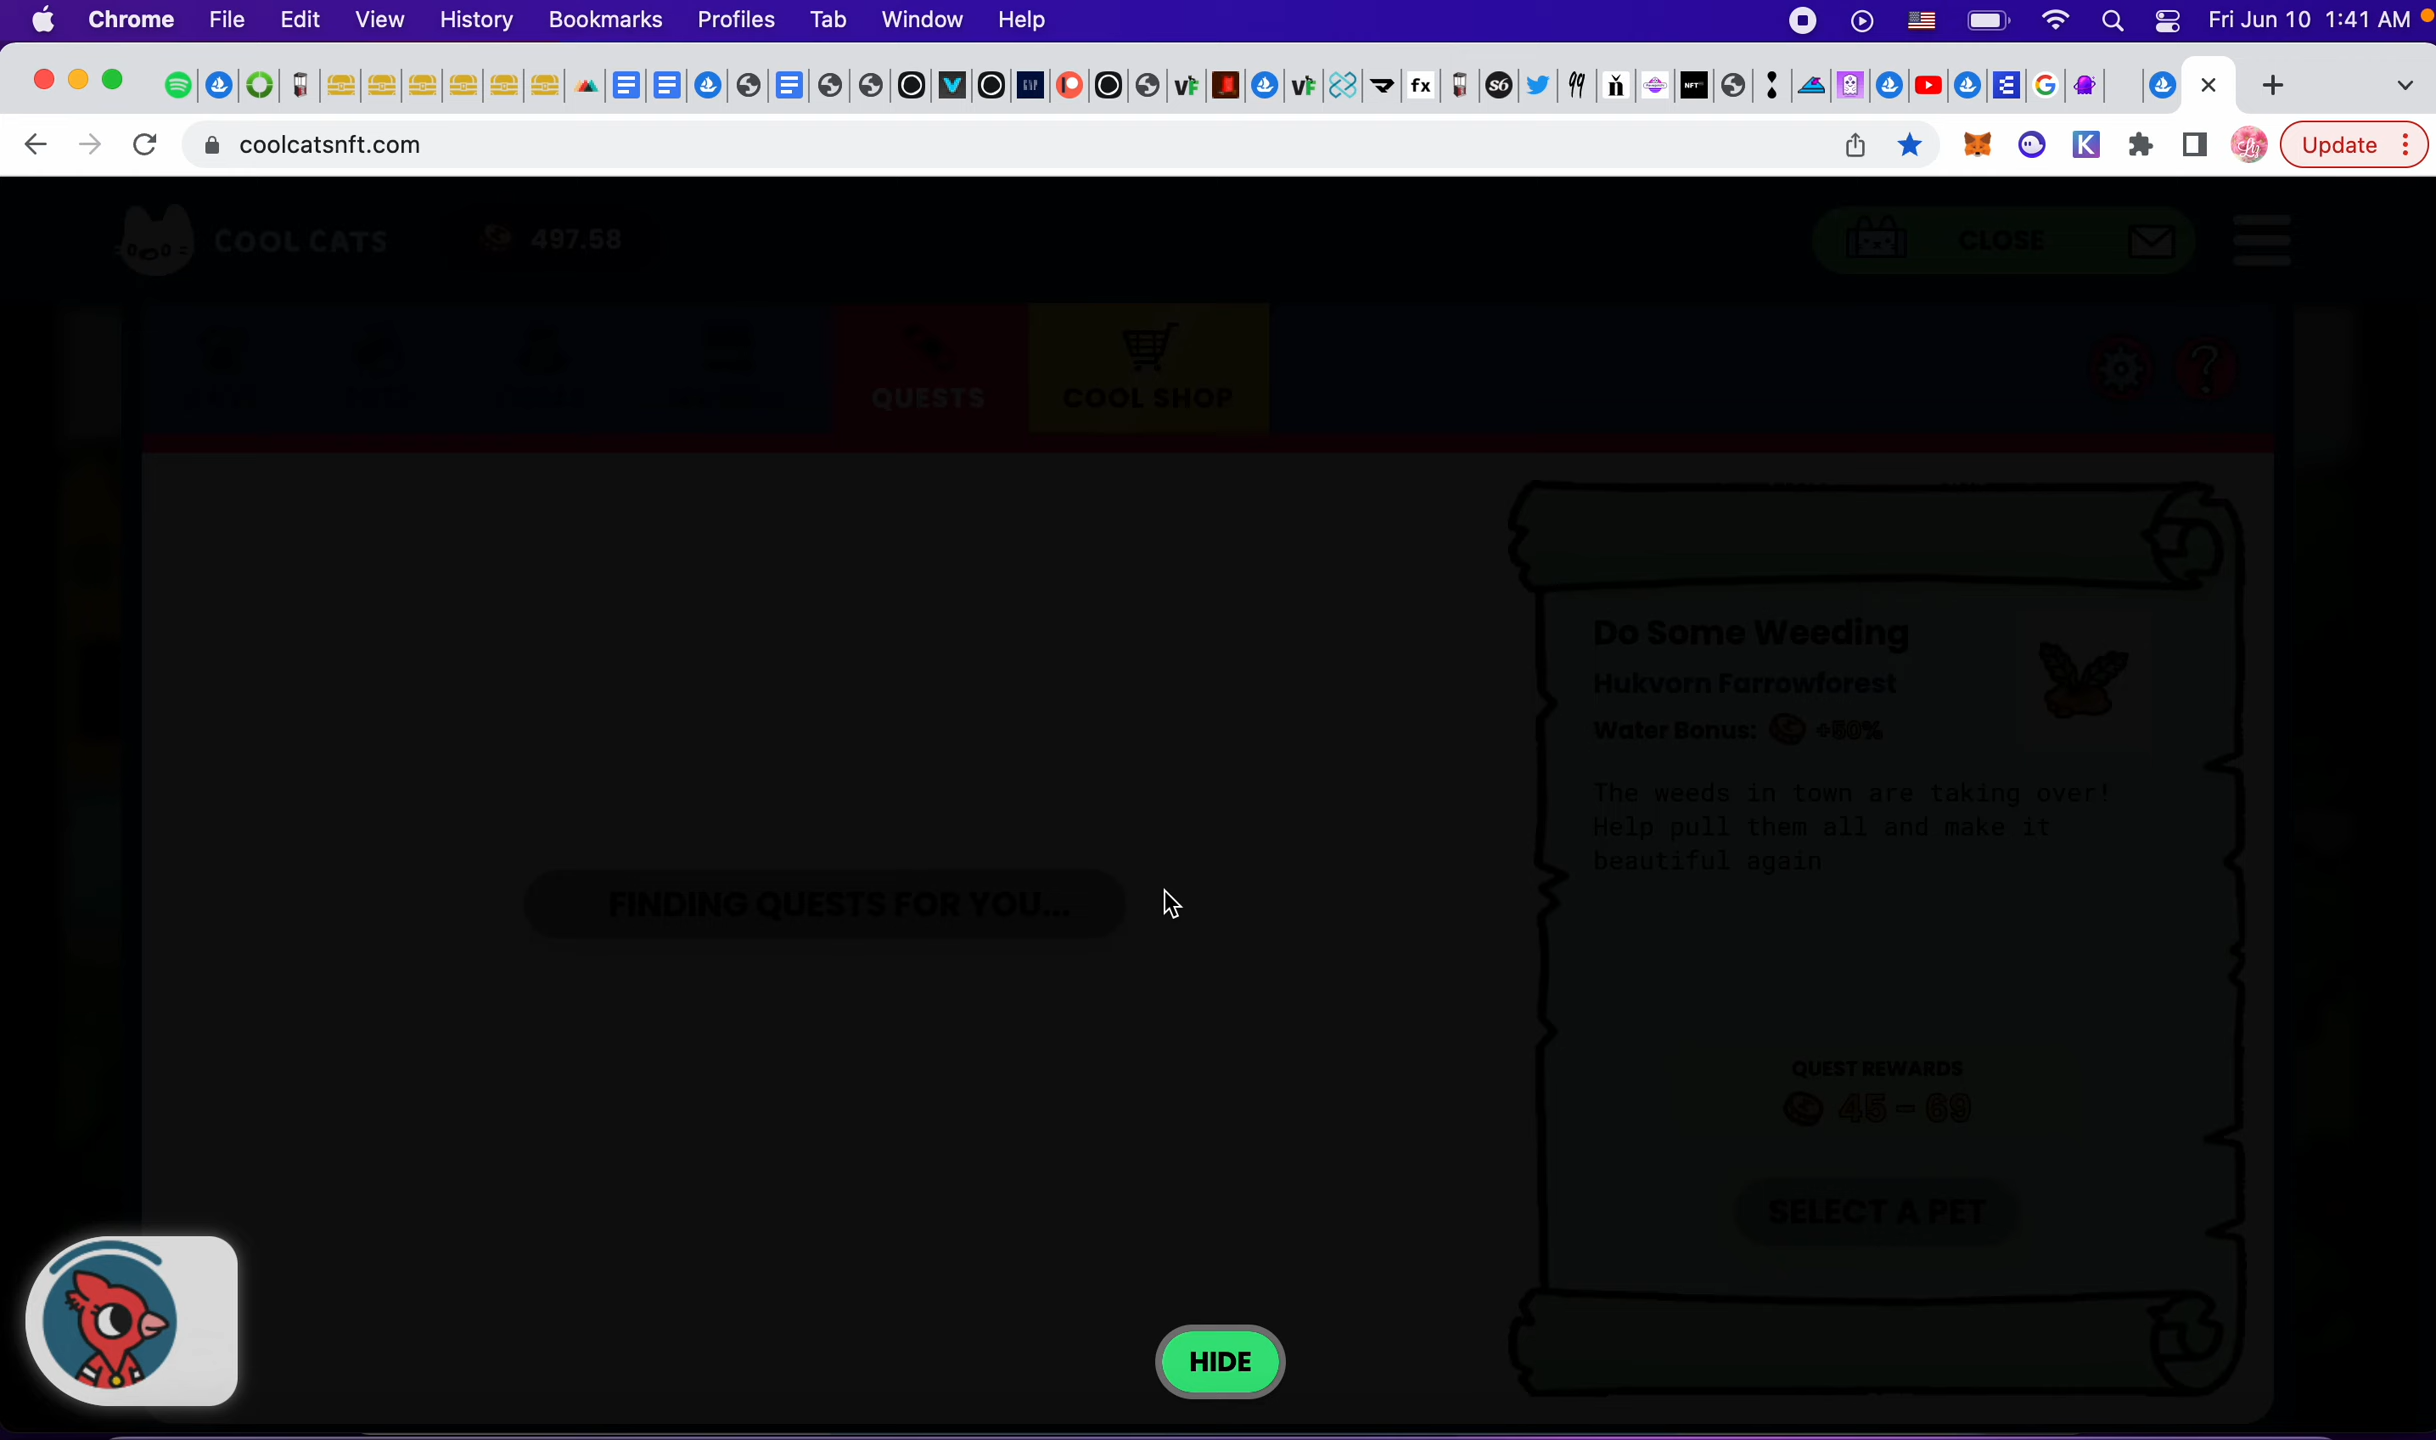 Chrome File Edit View History Bookmarks Profiles Tab Window Help Fri Jun 10 1:41 AM
coolcatsnft.com
Update
COOL CATS
497.58
CLOSE
QUESTS
COOL SHOP
?
Do Some Weeding
Hukvorn Farrowforest
Water Bonus: +50%
The weeds in town are taking over!
Help pull them all and make it
beautiful again
FINDING QUESTS FOR YOU...
QUEST REWARDS
45 - 69
SELECT A PET
HIDE